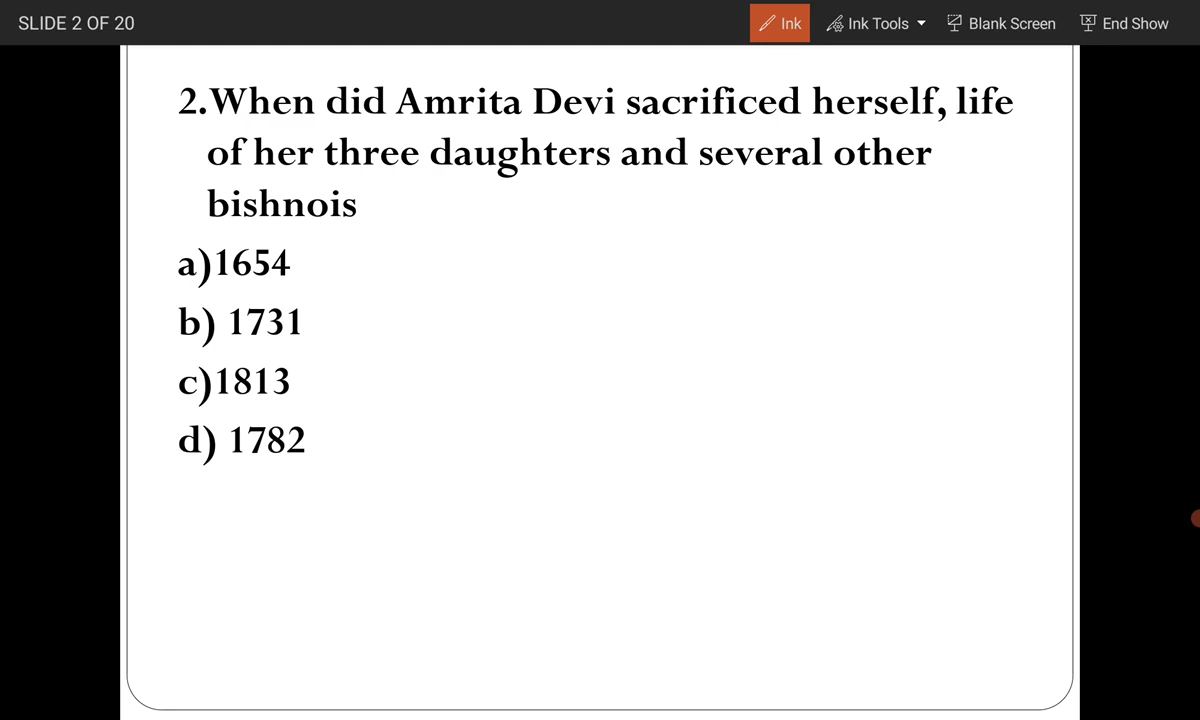 SLIDE 2 OF 20
Ink
Ink Tools
Blank Screen
End Show
2.When did Amrita Devi sacrificed herself, life
of her three daughters and several other
bishnois
a)1654
b) 1731
c)1813
d) 1782